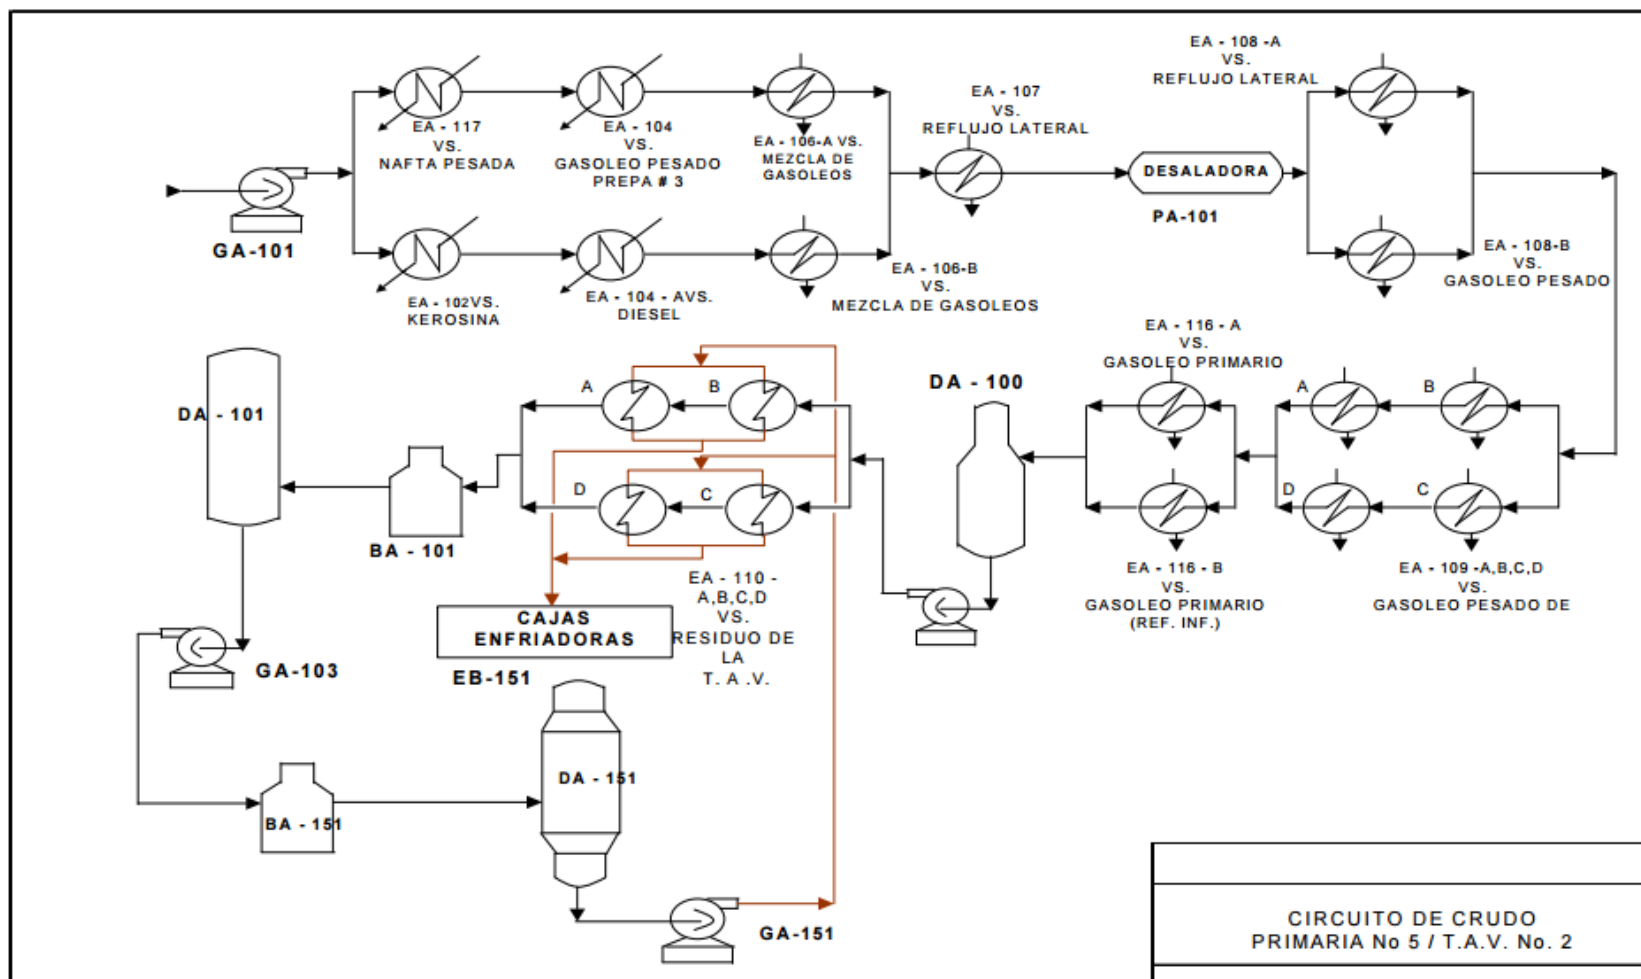 EA - 108 -A
VS.
REFLUJO LATERAL
EA - 107
VS.
REFLUJO LATERAL
EA - 117
VS.
NAFTA PESADA
EA - 104
VS.
GASOLEO PESADO
PREPA # 3
EA - 106-A VS.
MEZCLA DE
GASOLEOS
DESALADORA
PA-101
GA-101
EA - 102VS.
KEROSINA
EA - 104 - AVS.
DIESEL
EA - 106-B
VS.
MEZCLA DE GASOLEOS
EA - 108-B
VS.
GASOLEO PESADO
EA - 116 - A
VS.
GASOLEO PRIMARIO
DA - 100
DA - 101
A
B
A
B
D
C
D
C
BA - 101
EA - 110 -
A,B,C,D
VS.
RESIDUO DE
LA
T. A .V.
EA - 116 - B
VS.
GASOLEO PRIMARIO
(REF. INF.)
EA - 109 -A,B,C,D
VS.
GASOLEO PESADO DE
CAJAS
ENFRIADORAS
EB-151
GA-103
DA - 151
BA - 151
GA-151
CIRCUITO DE CRUDO
PRIMARIA No 5 / T.A.V. No. 2